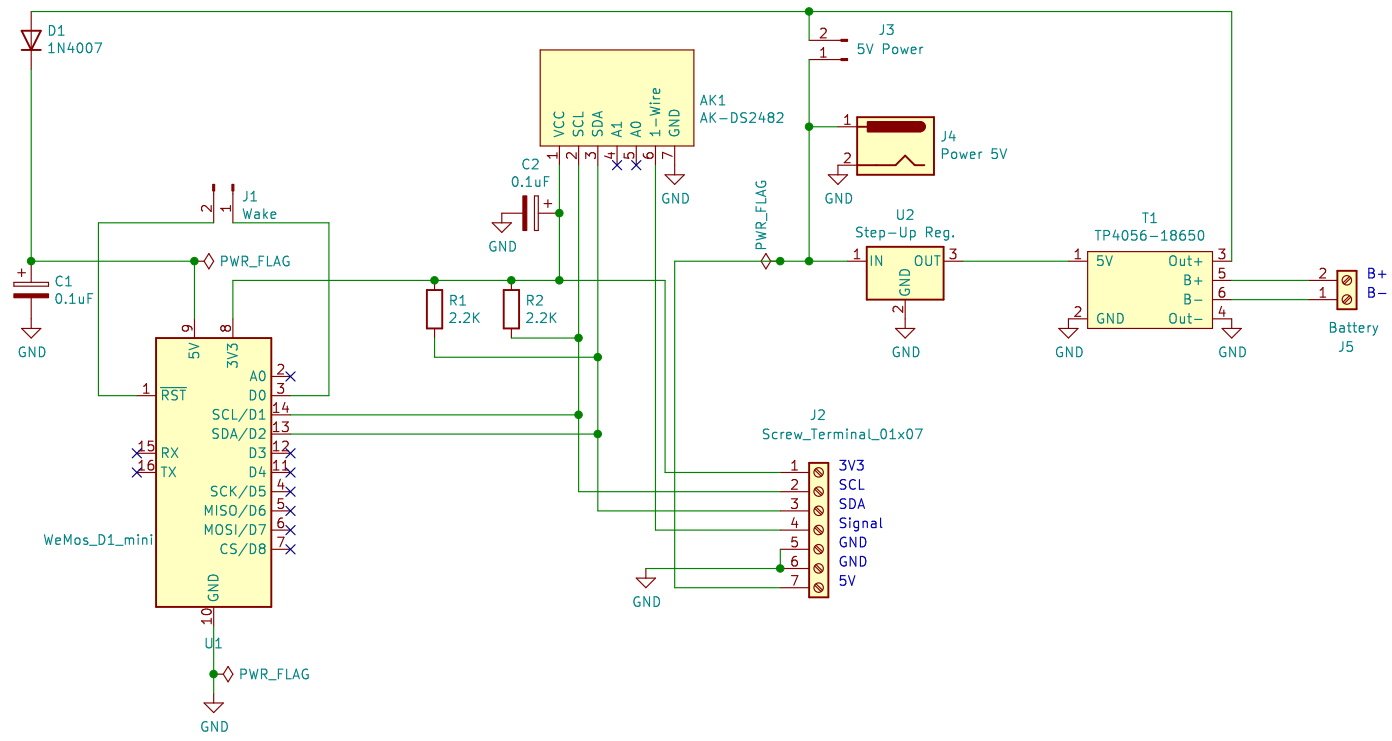 D1
1N4007
2
1
J3
5V Power
VCC
SCL
SDA
A1
A0
1-Wire
GND
1
2
3
4
5
6
7
AK1
AK-DS2482
GND
C2
0.1uF
+
GND
1
2
J4
Power 5V
GND
2
1
J1
Wake
PWR_FLAG
+
C1
0.1uF
GND
PWR_FLAG
U2
Step-Up Reg.
1
IN
OUT
3
GND
2
GND
T1
TP4056-18650
1
5V
Out+
3
B+
5
B-
6
2
GND
Out-
4
GND
GND
2
1
B+
B-
Battery
J5
R1
2.2K
R2
2.2K
9
8
5V
3V3
A0
2
1
RST
D0
3
SCL/D1
14
SDA/D2
13
15
RX
D3
12
16
TX
D4
11
SCK/D5
4
MISO/D6
5
MOSI/D7
6
CS/D8
7
WeMos_D1_mini
GND
10
U1
PWR_FLAG
GND
J2
Screw_Terminal_01x07
1
3V3
2
SCL
3
SDA
4
Signal
5
GND
6
GND
7
5V
GND